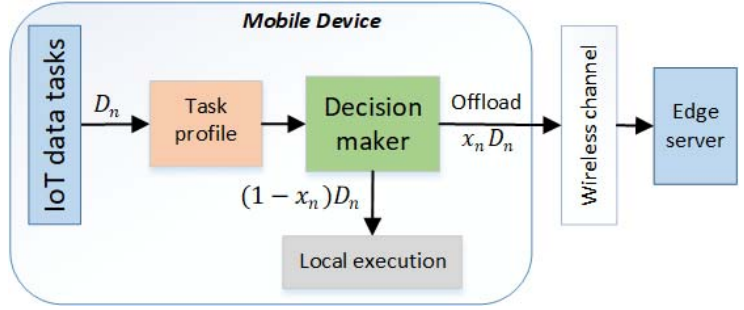 Mobile Device
IoT data tasks
D_n
Task
profile
Decision
maker
Offload
x_n D_n
Wireless channel
Edge
server
(1 − x_n)D_n
Local execution